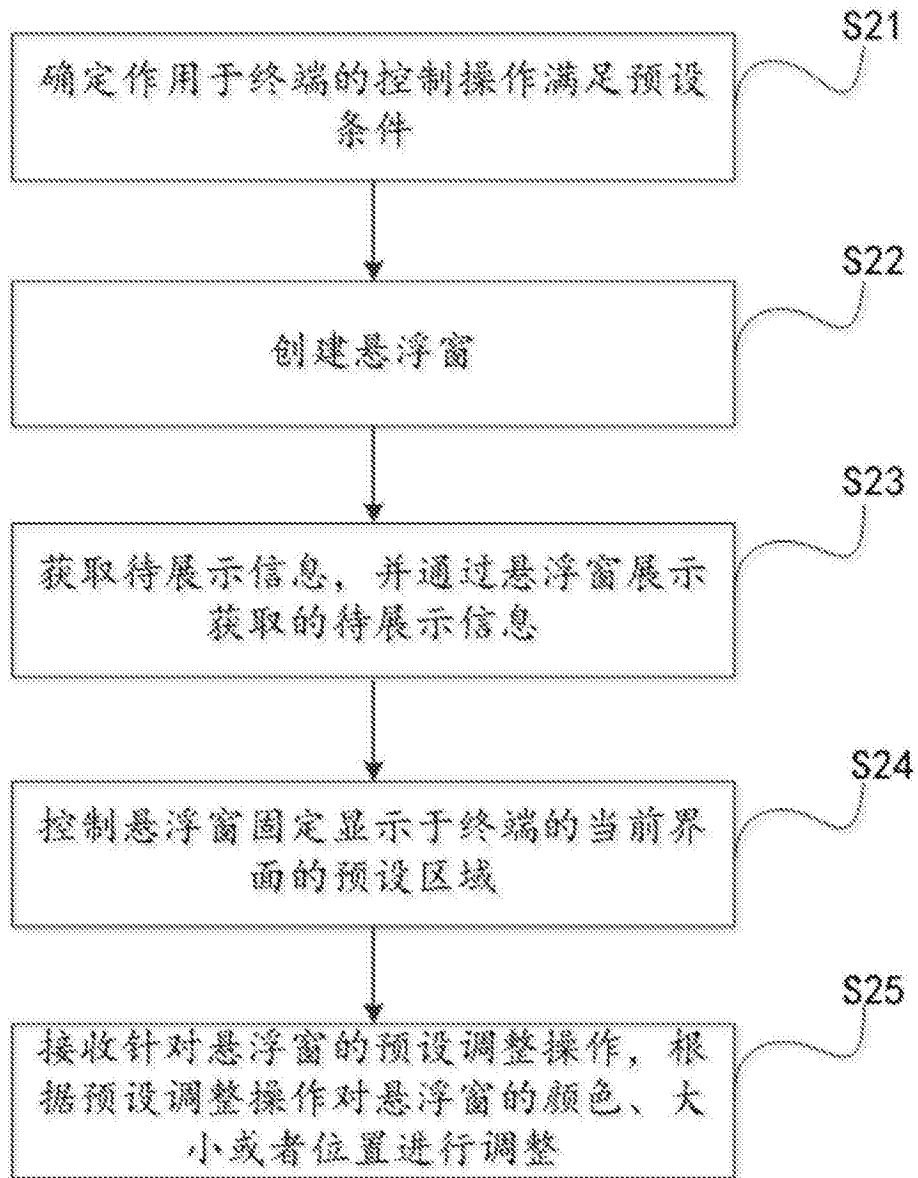 S21
确定作用于终端的控制操作满足预设
条件
S22
创建悬浮窗
S23
获取待展示信息，并通过悬浮窗展示
获取的待展示信息
S24
控制悬浮窗固定显示于终端的当前界
面的预设区域
S25
接收针对悬浮窗的预设调整操作，根
据预设调整操作对悬浮窗的颜色、大
小或者位置进行调整